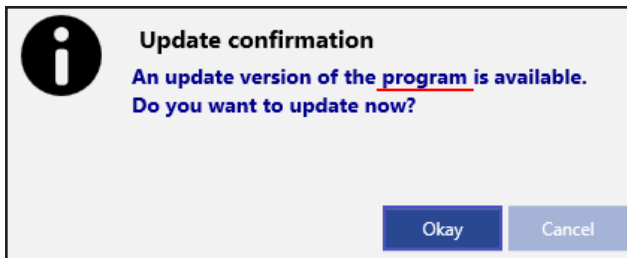 Update confirmation
An update version of the program is available.
Do you want to update now?
Okay Cancel